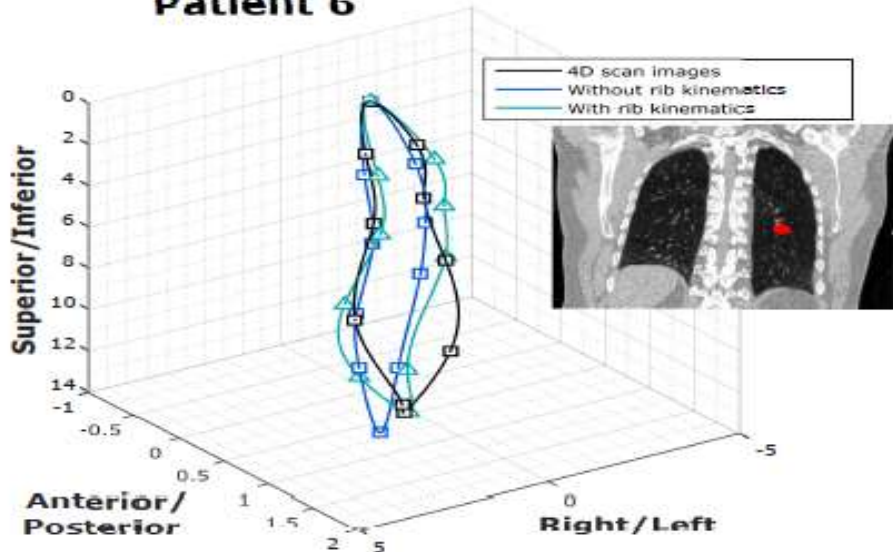 Patient 6
4D scan images
Without rib kinematics
With rib kinematics
Superior/Inferior
0
2
4
6
8
10
12
14
-1
-0.5
0
0.5
1
1.5
2
Anterior/
Posterior
5
0
-5
Right/Left